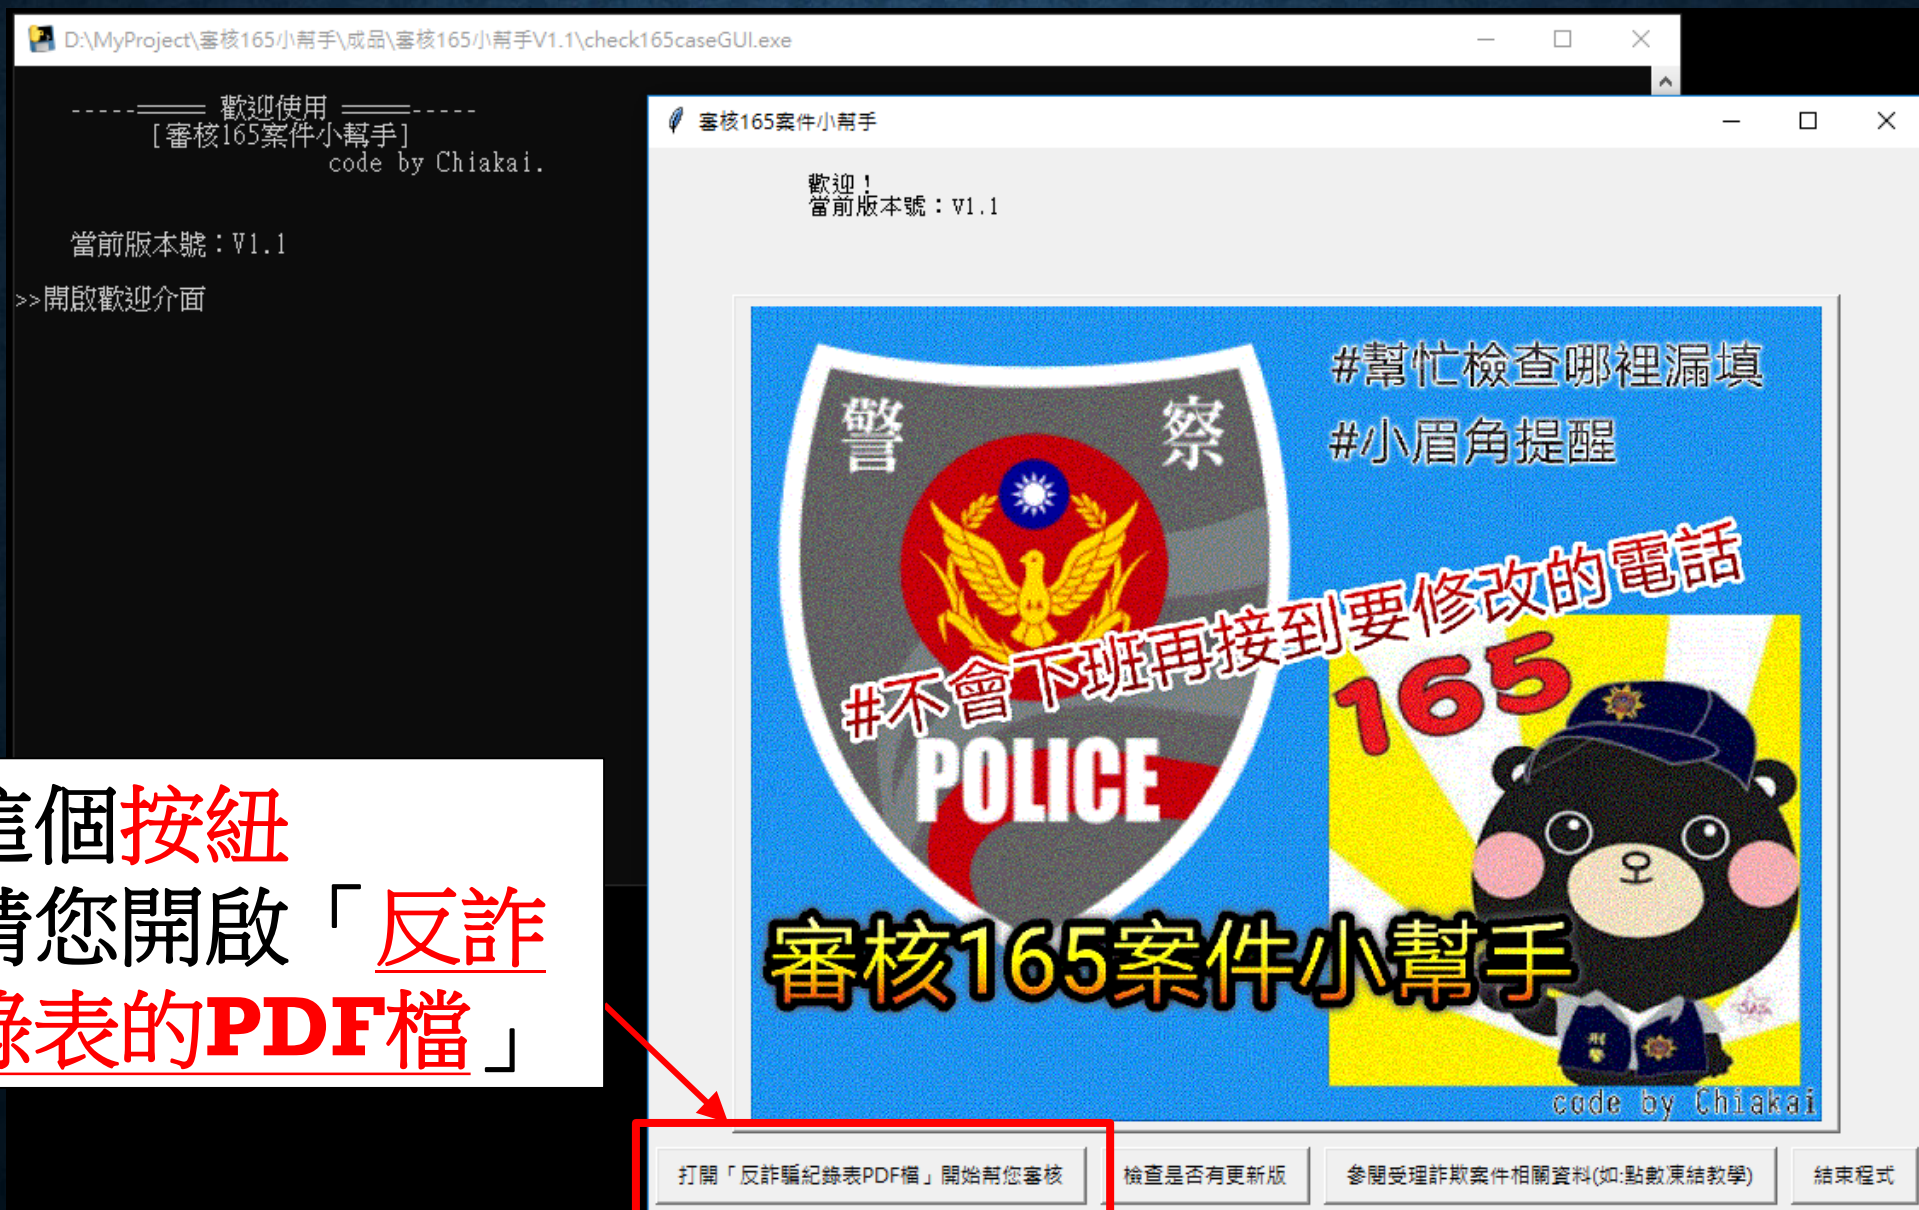 D:\MyProject\審核165小幫手\成品\審核165小幫手V1.1\check165caseGUI.exe
-----═════ 歡迎使用 ═════-----
[審核165案件小幫手]
code by Chiakai.
當前版本號：V1.1
>>開啟歡迎介面
審核165案件小幫手
歡迎！
當前版本號：V1.1
警 察
#幫忙檢查哪裡漏填
#小眉角提醒
#不會下班再接到要修改的電話
165
POLICE
審核165案件小幫手
刑警
code by Chiakai
這個按紐
請您開啟「反詐
錄表的PDF檔」
打開「反詐騙紀錄表PDF檔」開始幫您審核
檢查是否有更新版
參閱受理詐欺案件相關資料(如:點數凍結教學)
結束程式